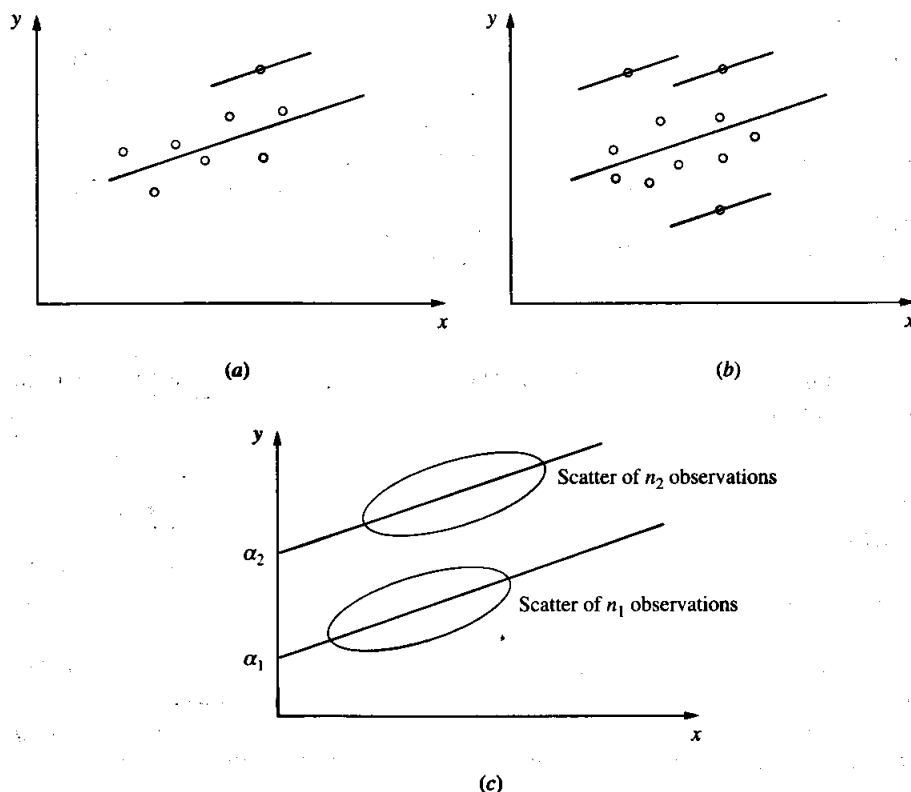 y
x
(a)
y
x
(b)
y
Scatter of n₂ observations
α₂
Scatter of n₁ observations
α₁
x
(c)